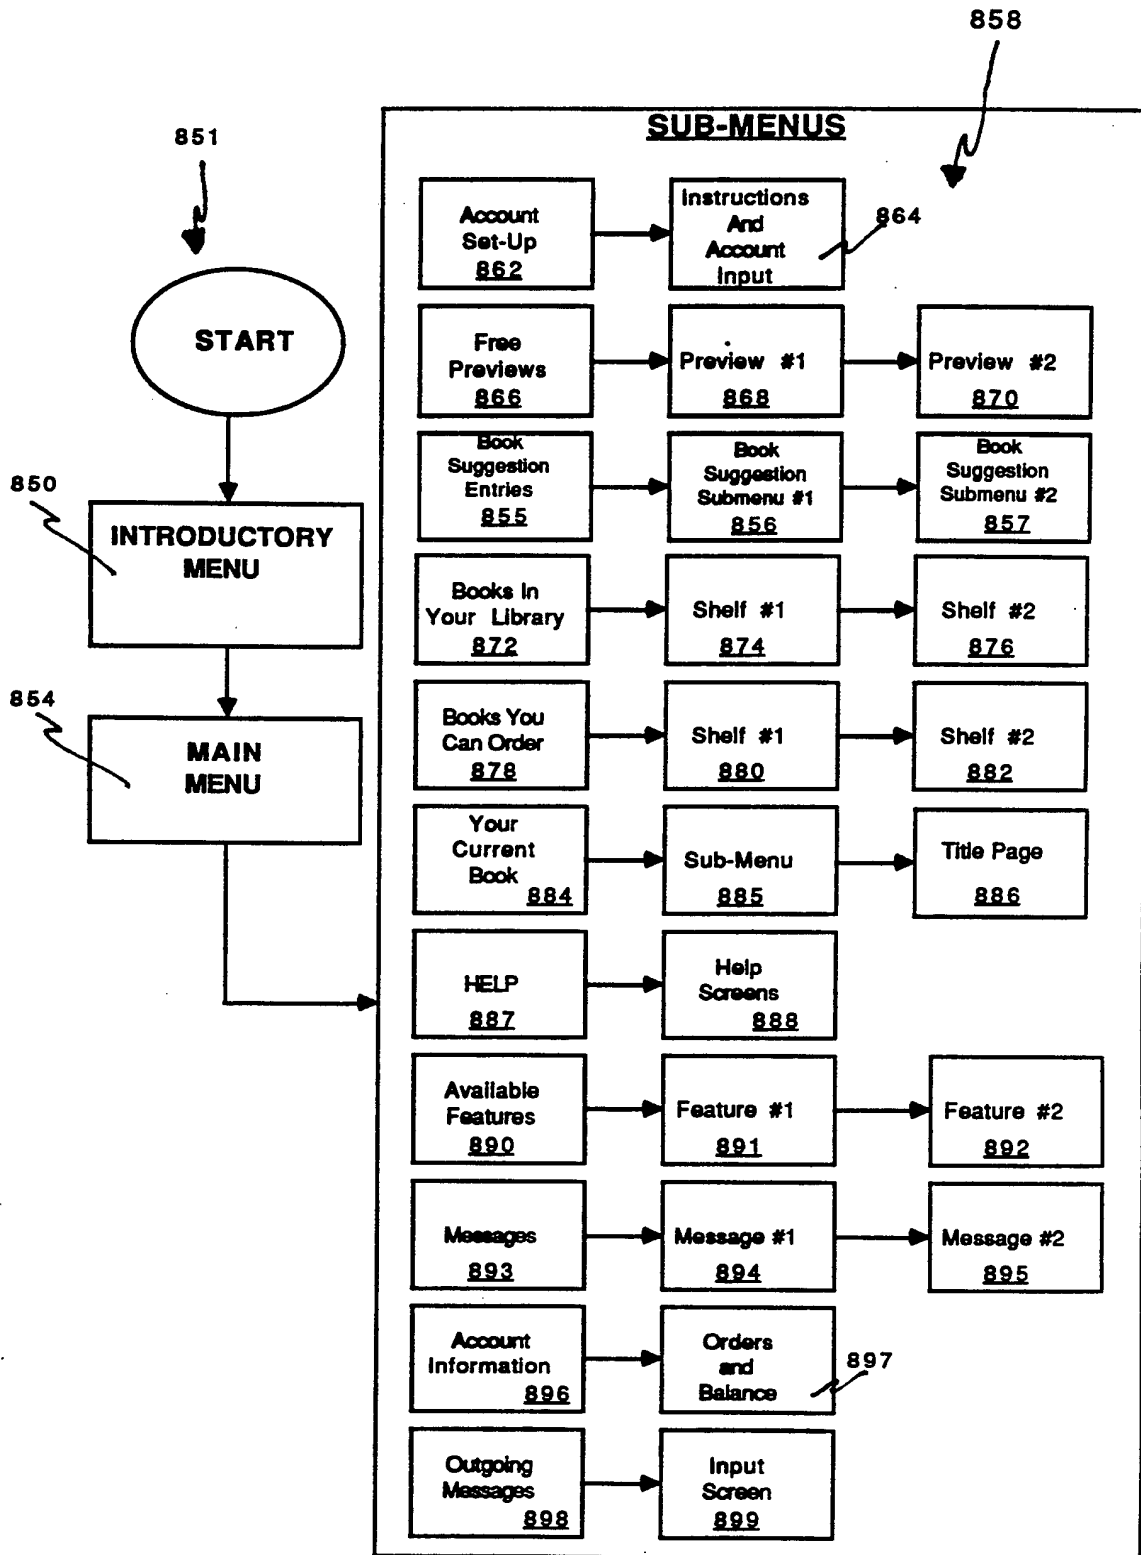 858
851
SUB-MENUS
START
850
INTRODUCTORY
MENU
854
MAIN
MENU
Account
Set-Up
862
Instructions
And
Account
Input
864
Free
Previews
866
Preview #1
868
Preview #2
870
Book
Suggestion
Entries
855
Book
Suggestion
Submenu #1
856
Book
Suggestion
Submenu #2
857
Books In
Your Library
872
Shelf #1
874
Shelf #2
876
Books You
Can Order
878
Shelf #1
880
Shelf #2
882
Your
Current
Book
884
Sub-Menu
885
Title Page
886
HELP
887
Help
Screens
888
Available
Features
890
Feature #1
891
Feature #2
892
Messages
893
Message #1
894
Message #2
895
Account
Information
896
Orders
and
Balance
897
Outgoing
Messages
898
Input
Screen
899